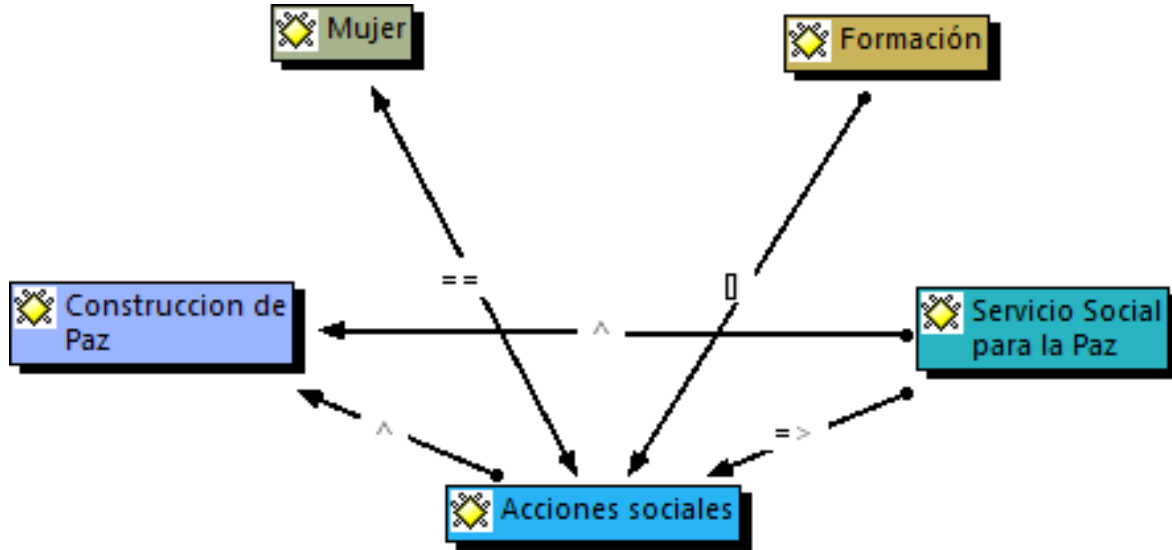 Mujer
Formación
==
[]
Construccion de
Paz
^
Servicio Social
para la Paz
^
=>
Acciones sociales